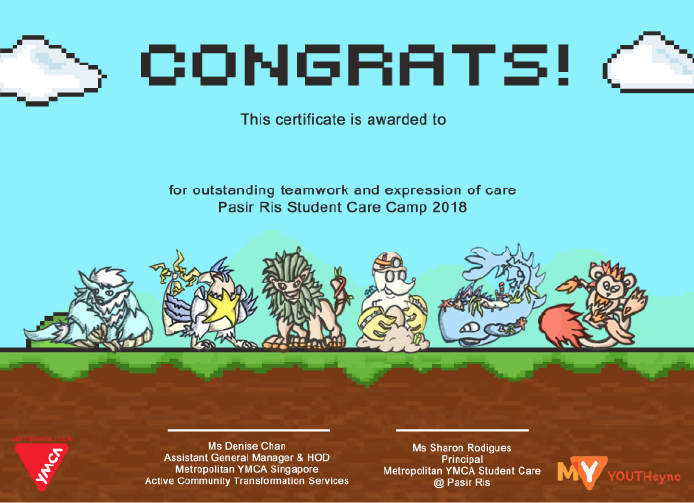 CONGRATS!
This certificate is awarded to
for outstanding teamwork and expression of care
Pasir Ris Student Care Camp 2018
Ms Denise Chan
Assistant General Manager & HOD
Metropolitan YMCA Singapore
Active Community Transformation Services
Ms Sharon Rodigues
Principal
Metropolitan YMCA Student Care
@ Pasir Ris
YMCA
MY YOUTHsync